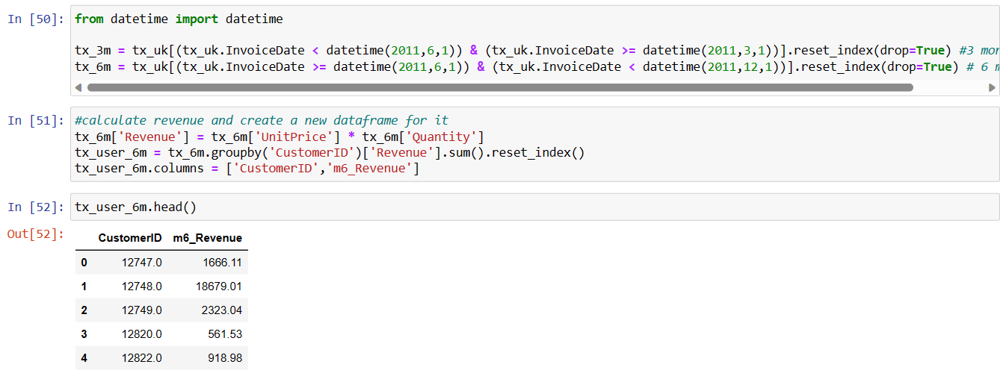 In [50]: from datetime import datetime
tx_3m = tx_uk[(tx_uk.InvoiceDate < datetime(2011,6,1)) & (tx_uk.InvoiceDate >= datetime(2011,3,1))].reset_index(drop=True) #3 mon
tx_6m = tx_uk[(tx_uk.InvoiceDate >= datetime(2011,6,1)) & (tx_uk.InvoiceDate < datetime(2011,12,1))].reset_index(drop=True) # 6 m
In [51]: #calculate revenue and create a new dataframe for it
tx_6m['Revenue'] = tx_6m['UnitPrice'] * tx_6m['Quantity']
tx_user_6m = tx_6m.groupby('CustomerID')['Revenue'].sum().reset_index()
tx_user_6m.columns = ['CustomerID','m6_Revenue']
In [52]: tx_user_6m.head()
Out[52]:
CustomerID m6_Revenue
0 12747.0 1666.11
1 12748.0 18679.01
2 12749.0 2323.04
3 12820.0 561.53
4 12822.0 918.98